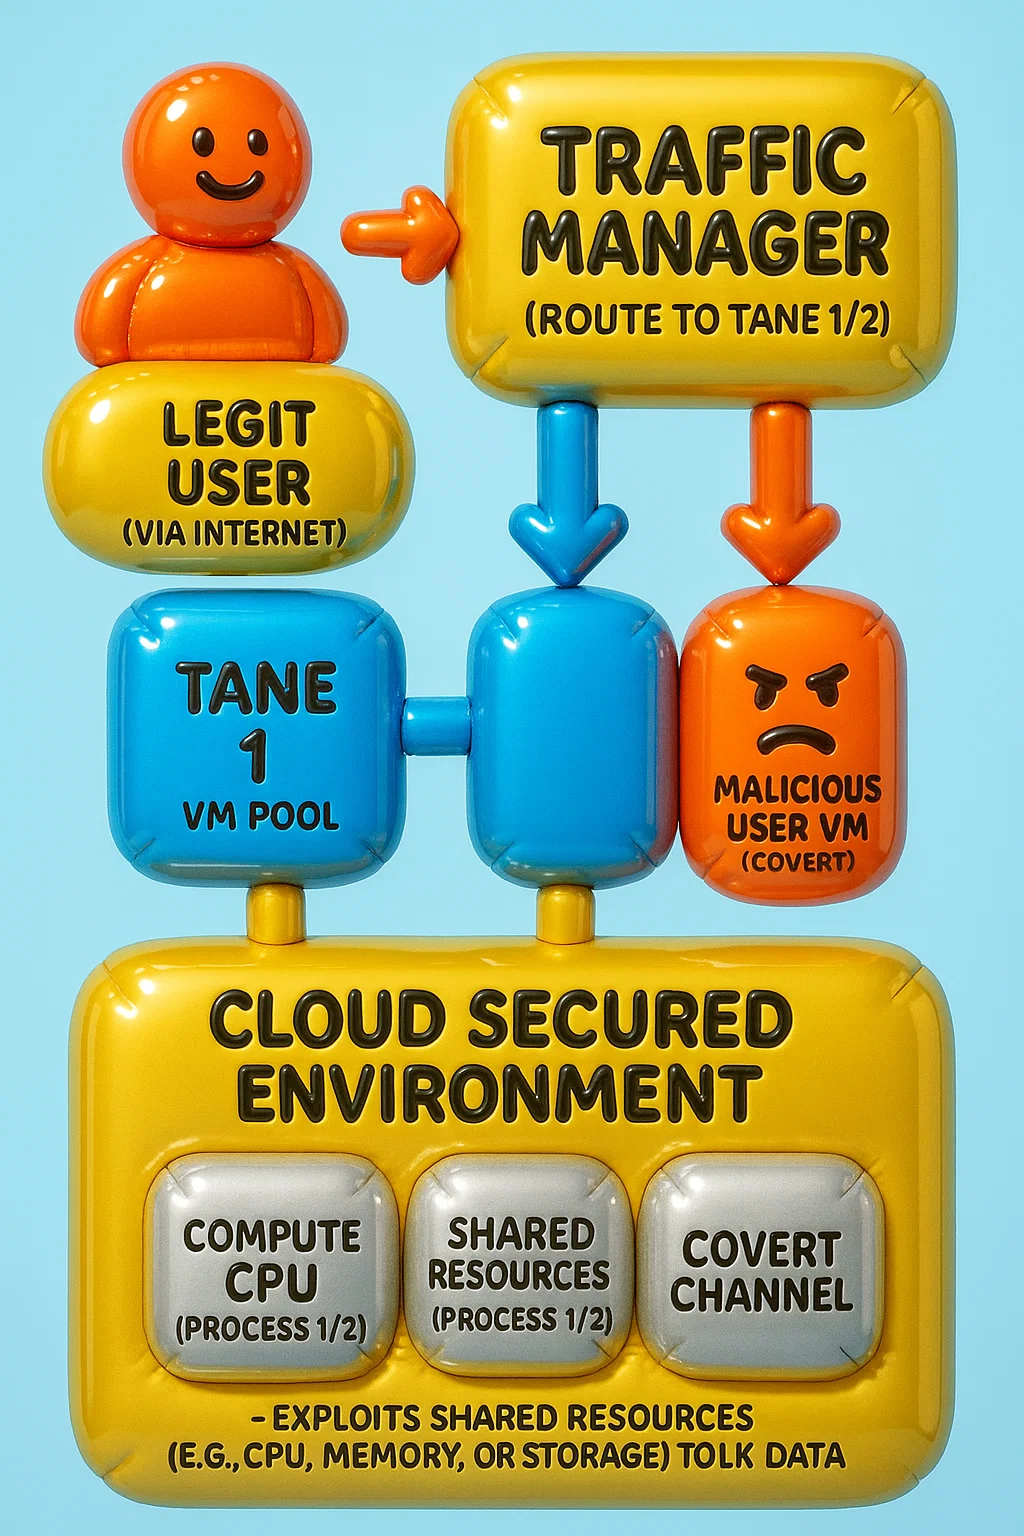 TRAFFIC
MANAGER
(ROUTE TO TANE 1/2)
LEGIT
USER
(VIA INTERNET)
TANE
1
VM POOL
MALICIOUS
USER VM
(COVERT)
CLOUD SECURED
ENVIRONMENT
COMPUTE
CPU
(PROCESS 1/2)
SHARED
RESOURCES
(PROCESS 1/2)
COVERT
CHANNEL
-EXPLOITS SHARED RESOURCES
(E.G.,CPU, MEMORY, OR STORAGE) TOLK DATA